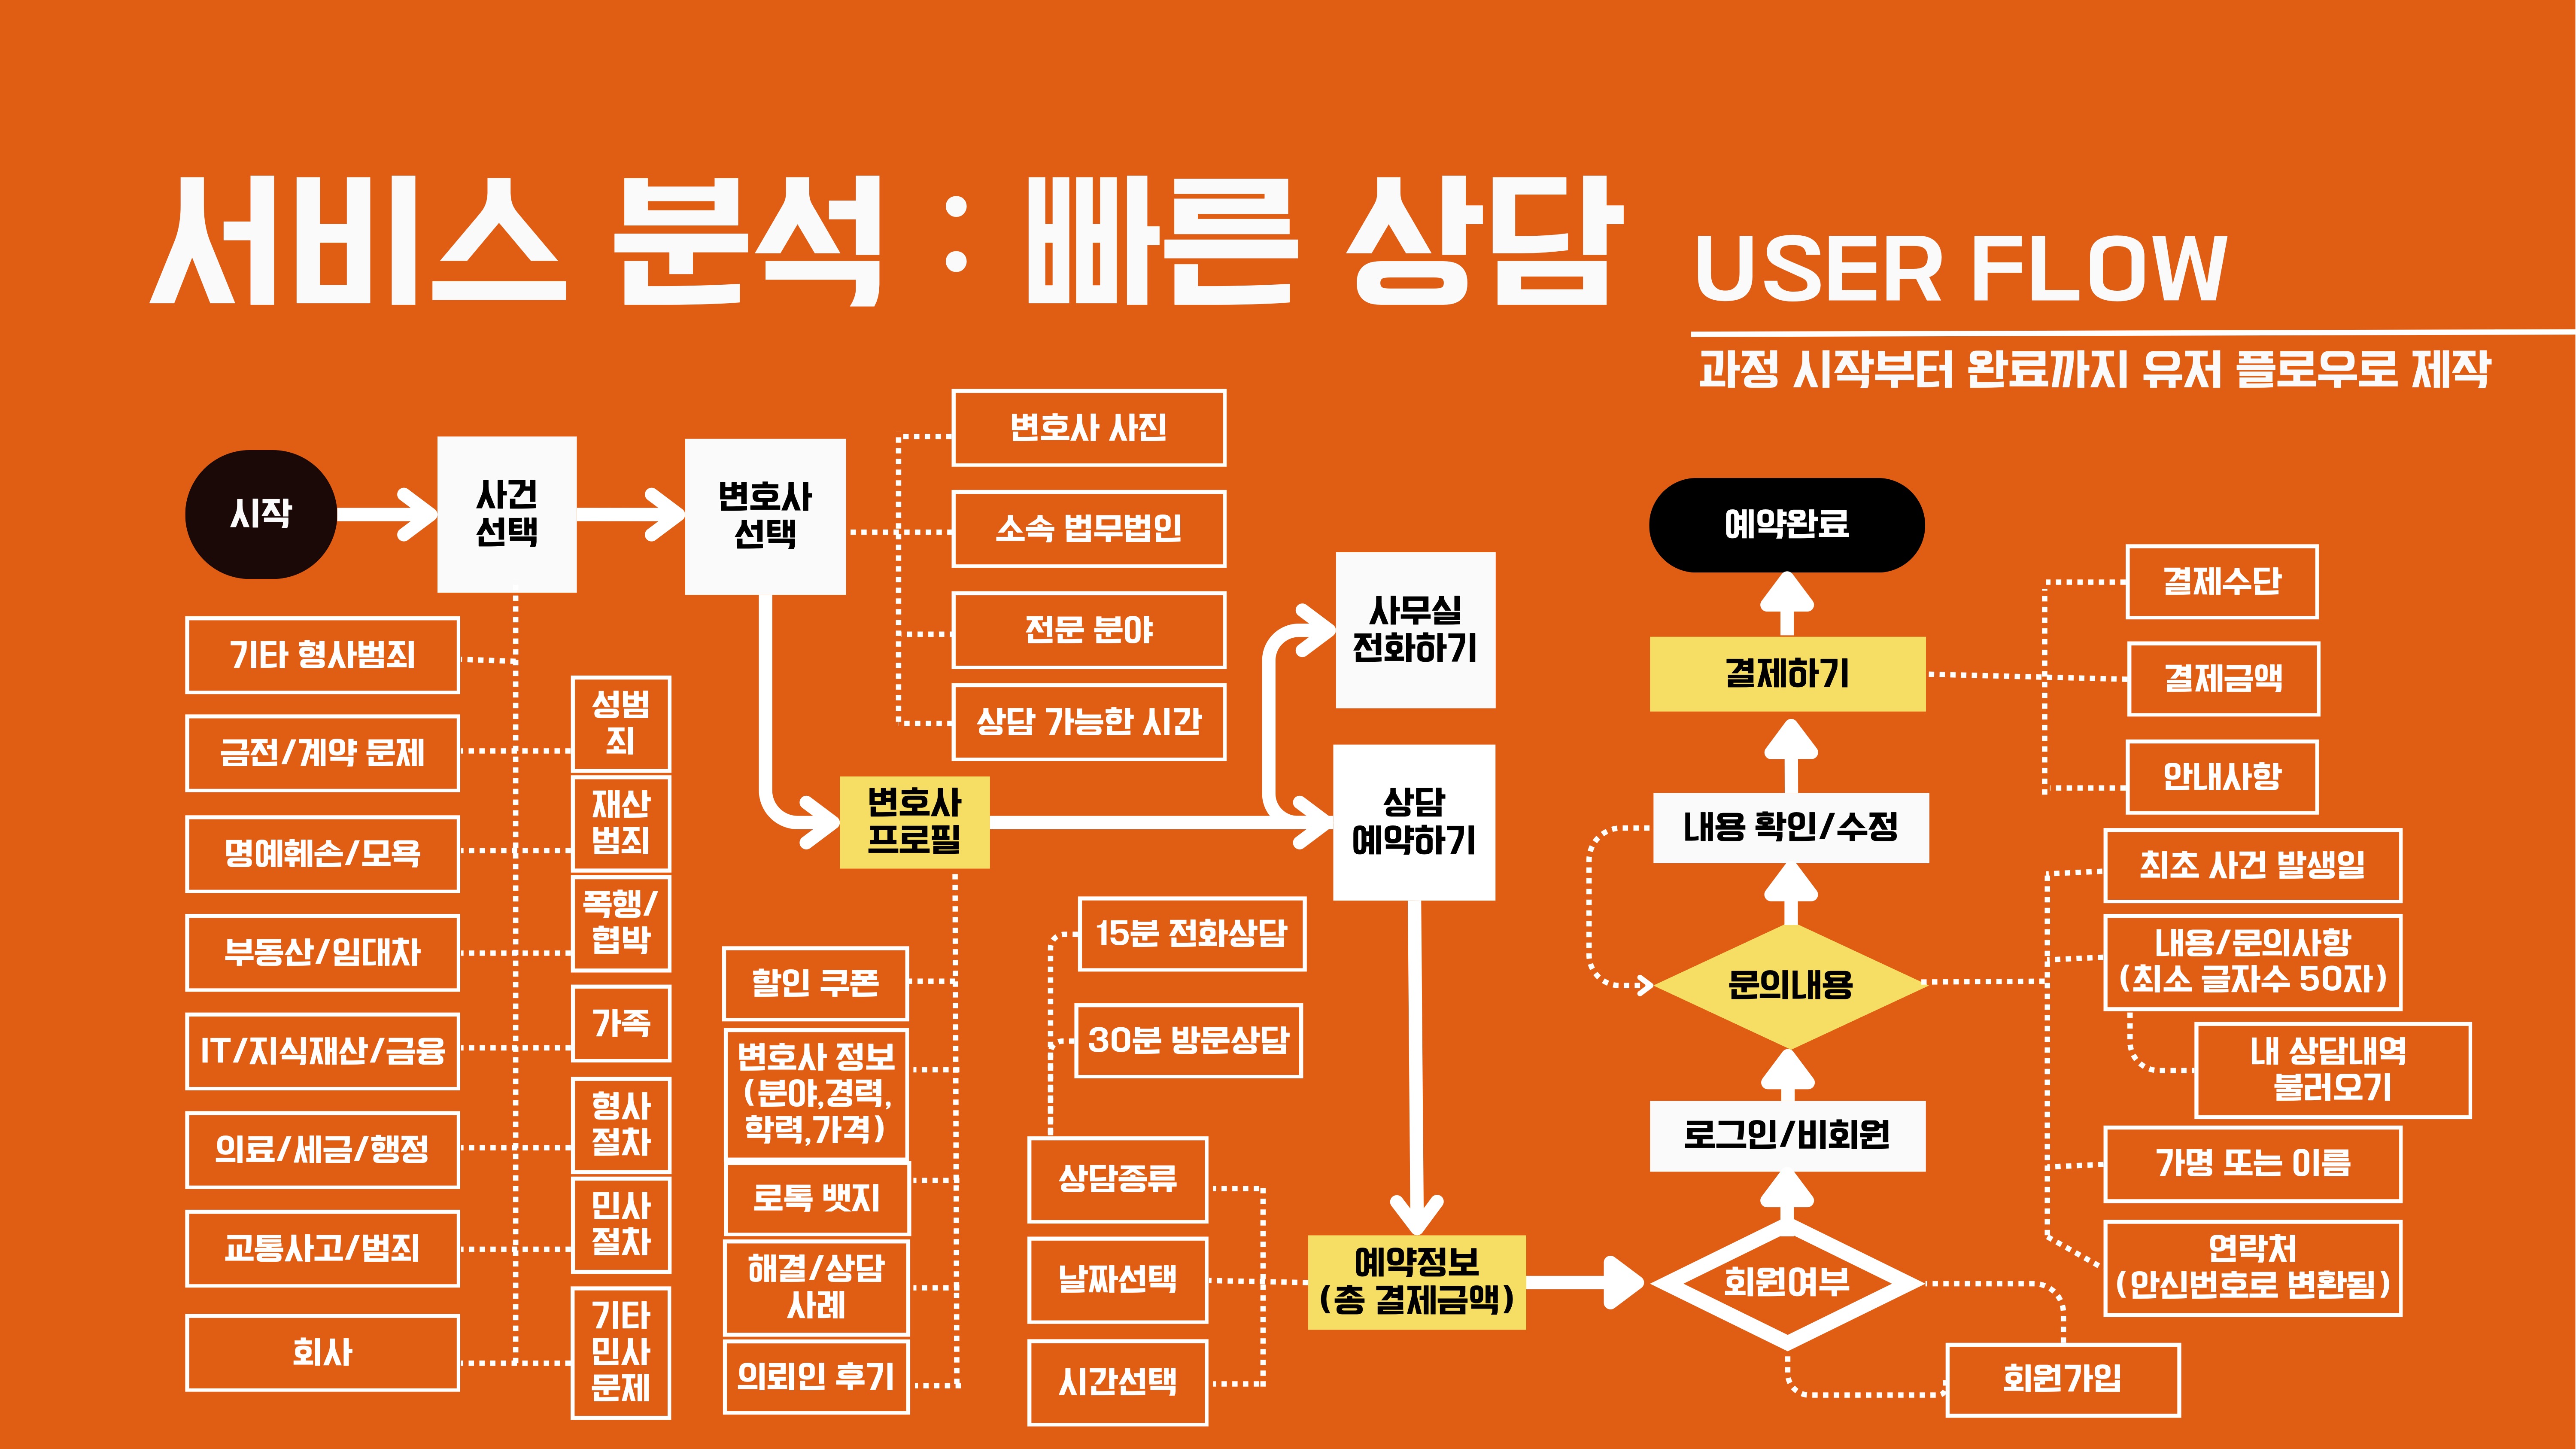 서비스 분석 : 빠른 상담
USER FLOW
과정 시작부터 완료까지 유저 플로우로 제작
시작
사건
선택
변호사
선택
변호사 사진
소속 법무법인
전문 분야
상담 가능한 시간
기타 형사범죄
금전/계약 문제
명예훼손/모욕
부동산/임대차
IT/지식재산/금융
의료/세금/행정
교통사고/범죄
회사
성범
죄
재산
범죄
폭행/
협박
가족
형사
절차
민사
절차
기타
민사
문제
변호사
프로필
할인 쿠폰
변호사 정보
(분야,경력,
학력,가격)
로톡 뱃지
해결/상담
사례
의뢰인 후기
사무실
전화하기
상담
예약하기
15분 전화상담
30분 방문상담
상담종류
날짜선택
시간선택
예약정보
(총 결제금액)
회원여부
회원가입
로그인/비회원
문의내용
내용 확인/수정
결제하기
예약완료
결제수단
결제금액
안내사항
최초 사건 발생일
내용/문의사항
(최소 글자수 50자)
내 상담내역
불러오기
가명 또는 이름
연락처
(안신번호로 변환됨)